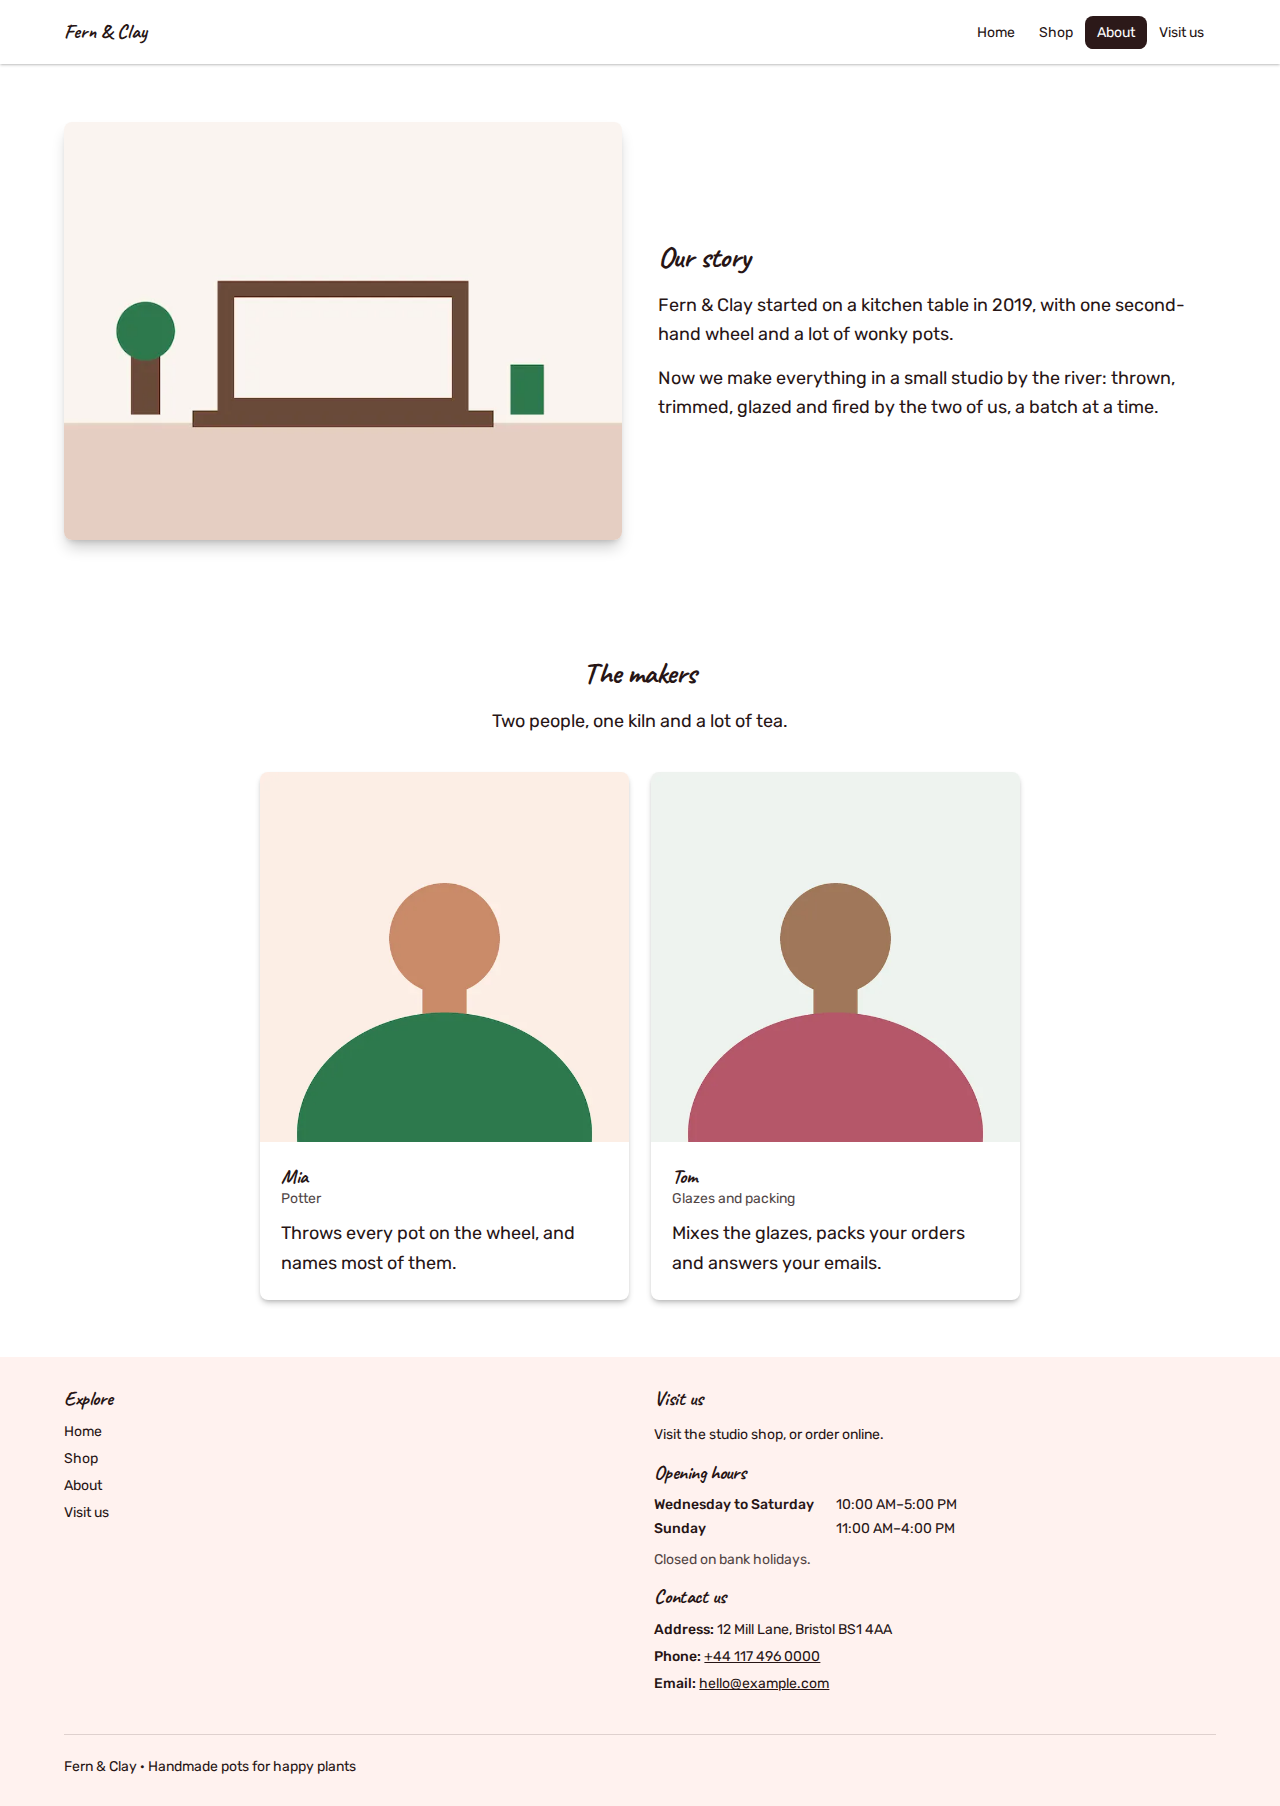 Fern & Clay
Home Shop About Visit us
Our story
Fern & Clay started on a kitchen table in 2019, with one second-
hand wheel and a lot of wonky pots.
Now we make everything in a small studio by the river: thrown,
trimmed, glazed and fired by the two of us, a batch at a time.
The makers
Two people, one kiln and a lot of tea.
Mia
Potter
Throws every pot on the wheel, and
names most of them.
Tom
Glazes and packing
Mixes the glazes, packs your orders
and answers your emails.
Explore
Home
Shop
About
Visit us
Visit us
Visit the studio shop, or order online.
Opening hours
Wednesday to Saturday 10:00 AM–5:00 PM
Sunday 11:00 AM–4:00 PM
Closed on bank holidays.
Contact us
Address: 12 Mill Lane, Bristol BS1 4AA
Phone: +44 117 496 0000
Email: hello@example.com
Fern & Clay • Handmade pots for happy plants